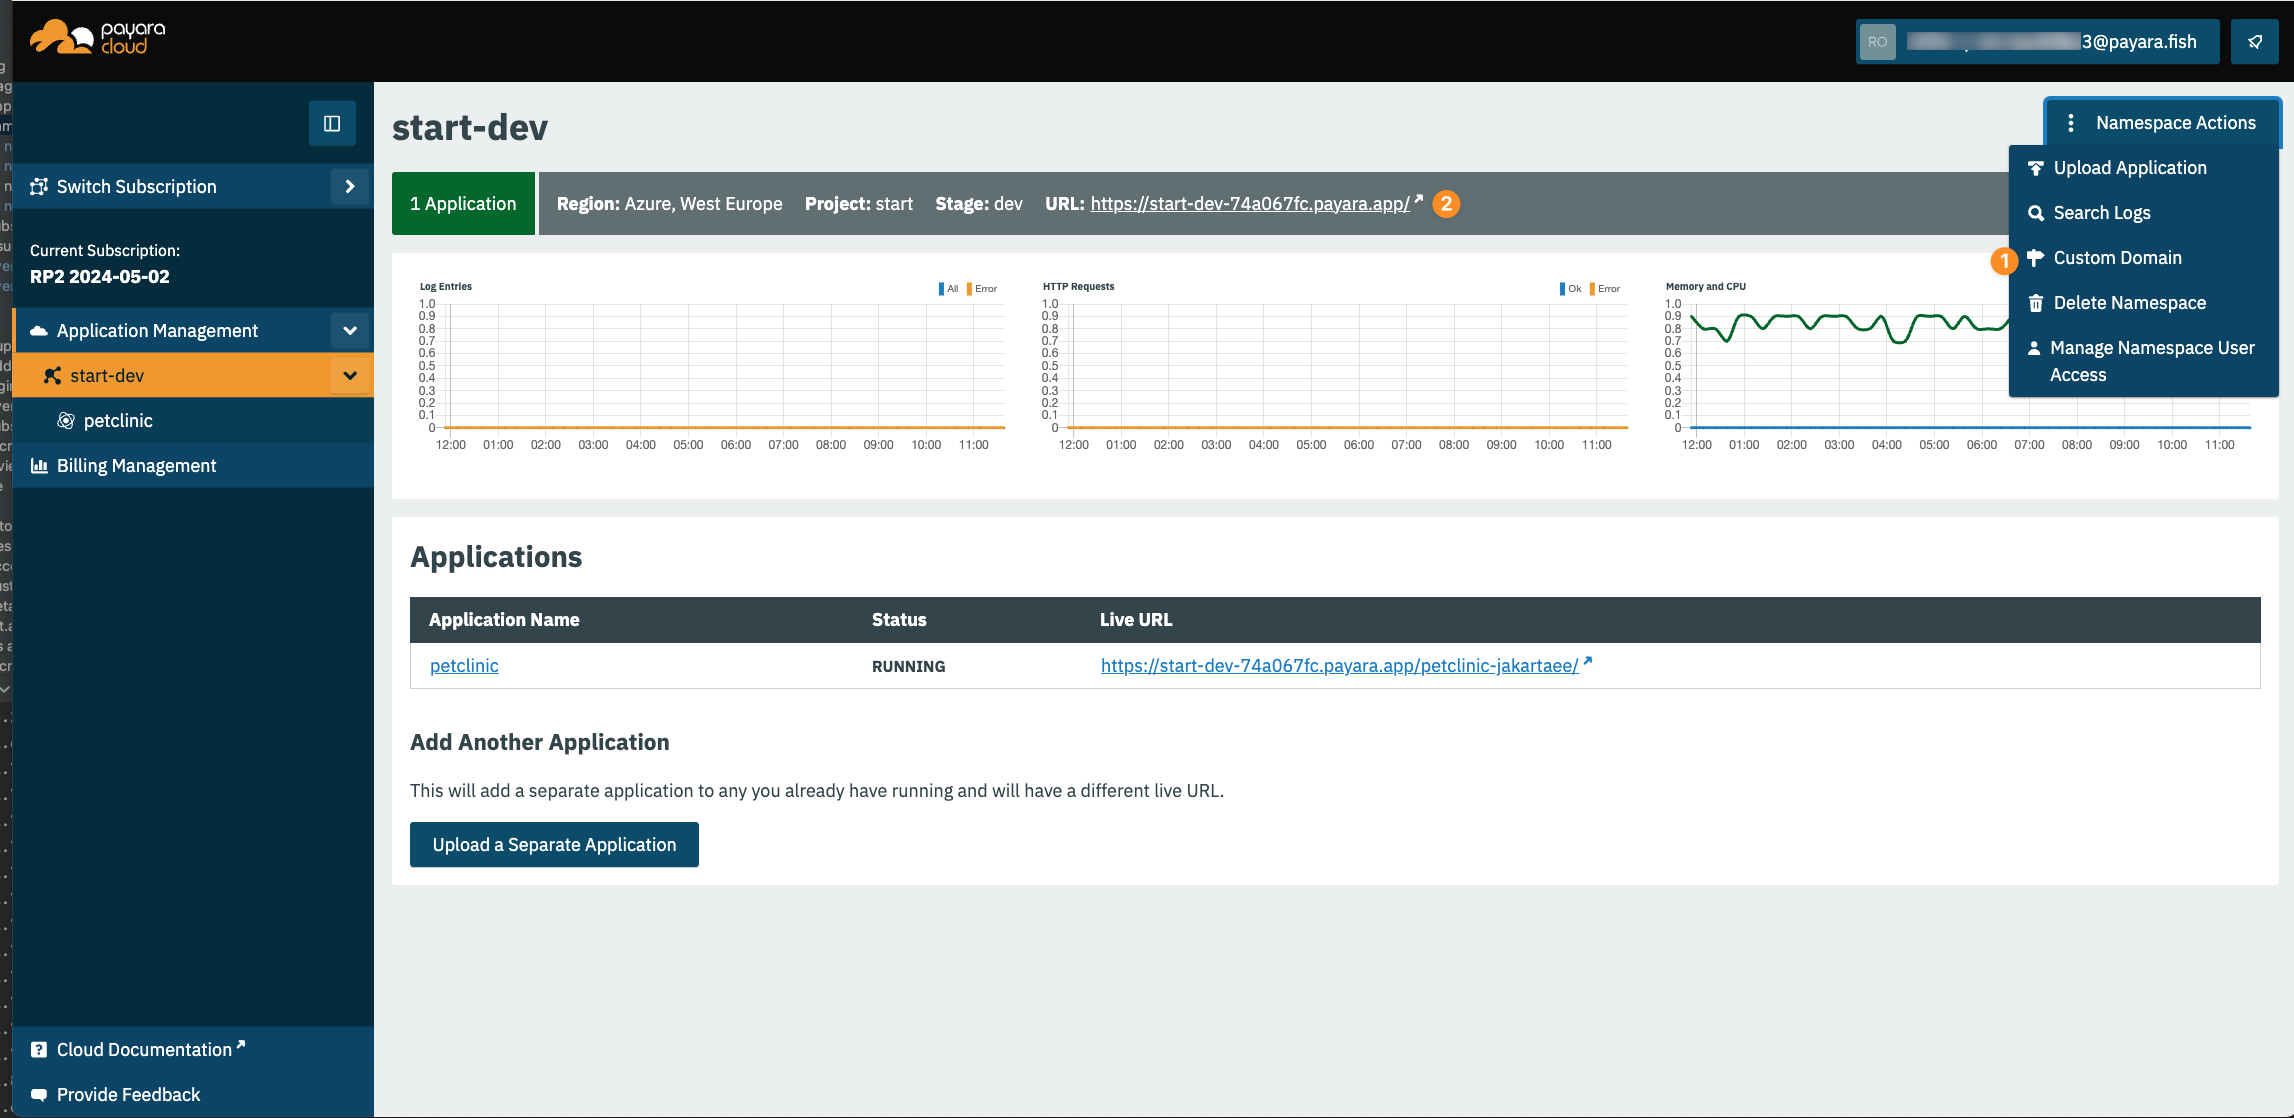 payara
cloud
RO
3@payara.fish
Switch Subscription
Current Subscription:
RP2 2024-05-02
Application Management
start-dev
petclinic
Billing Management
Cloud Documentation
Provide Feedback
start-dev
Namespace Actions
Upload Application
Search Logs
1
Custom Domain
Delete Namespace
Manage Namespace User
Access
1 Application
Region: Azure, West Europe Project: start Stage: dev URL: https://start-dev-74a067fc.payara.app/ 2
Log Entries
All Error
1.0
0.9
0.8
0.7
0.6
0.5
0.4
0.3
0.2
0.1
0
12:00 01:00 02:00 03:00 04:00 05:00 06:00 07:00 08:00 09:00 10:00 11:00
HTTP Requests
Ok Error
1.0
0.9
0.8
0.7
0.6
0.5
0.4
0.3
0.2
0.1
0
12:00 01:00 02:00 03:00 04:00 05:00 06:00 07:00 08:00 09:00 10:00 11:00
Memory and CPU
1.0
0.9
0.8
0.7
0.6
0.5
0.4
0.3
0.2
0.1
0
12:00 01:00 02:00 03:00 04:00 05:00 06:00 07:00 08:00 09:00 10:00 11:00
Applications
Application Name Status Live URL
petclinic RUNNING https://start-dev-74a067fc.payara.app/petclinic-jakartaee/
Add Another Application
This will add a separate application to any you already have running and will have a different live URL.
Upload a Separate Application